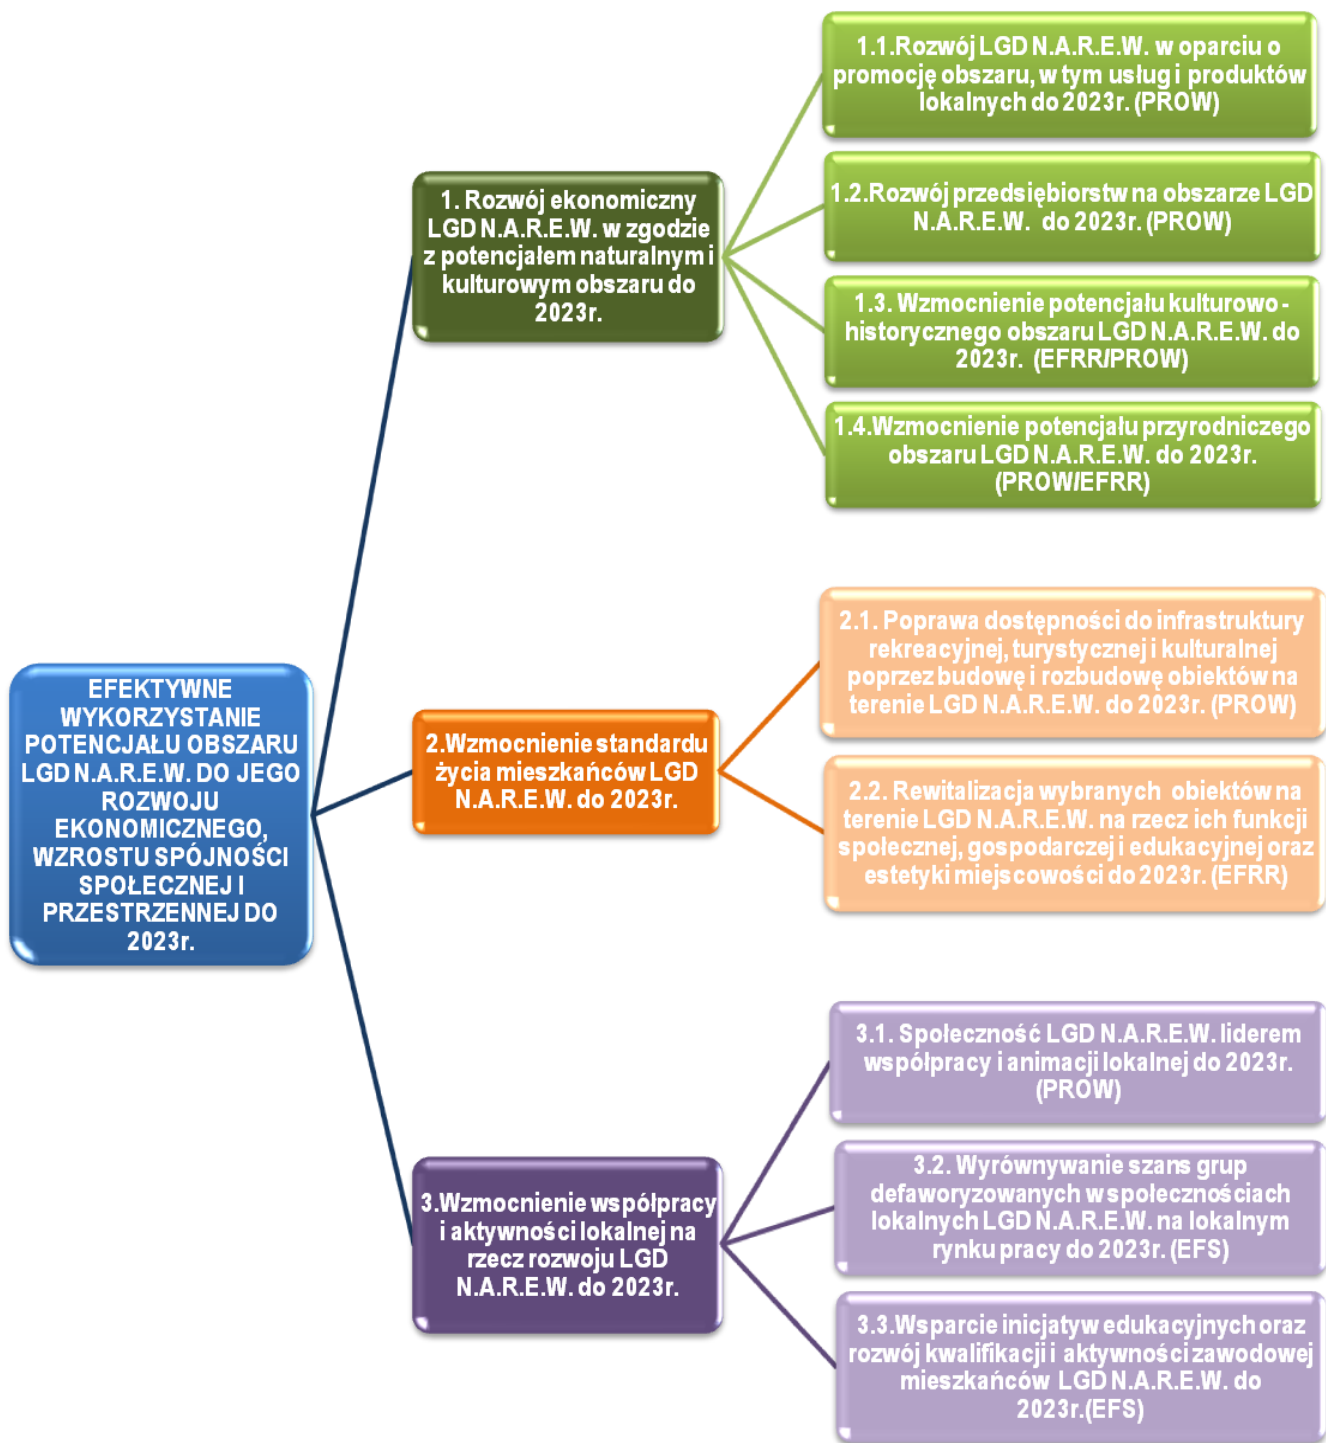 EFEKTYWNE
WYKORZYSTANIE
POTENCJAŁU OBSZARU
LGD N.A.R.E.W. DO JEGO
ROZWOJU
EKONOMICZNEGO,
WZROSTU SPÓJNOŚCI
SPOŁECZNEJ I
PRZESTRZENNEJ DO
2023r.
1. Rozwój ekonomiczny
LGD N.A.R.E.W. w zgodzie
z potencjałem naturalnym i
kulturowym obszaru do
2023r.
1.1.Rozwój LGD N.A.R.E.W. w oparciu o
promocję obszaru, w tym usług i produktów
lokalnych do 2023r. (PROW)
1.2.Rozwój przedsiębiorstw na obszarze LGD
N.A.R.E.W. do 2023r. (PROW)
1.3. Wzmocnienie potencjału kulturowo -
historycznego obszaru LGD N.A.R.E.W. do
2023r. (EFRR/PROW)
1.4.Wzmocnienie potencjału przyrodniczego
obszaru LGD N.A.R.E.W. do 2023r.
(PROW/EFRR)
2.Wzmocnienie standardu
życia mieszkańców LGD
N.A.R.E.W. do 2023r.
2.1. Poprawa dostępności do infrastruktury
rekreacyjnej, turystycznej i kulturalnej
poprzez budowę i rozbudowę obiektów na
terenie LGD N.A.R.E.W. do 2023r. (PROW)
2.2. Rewitalizacja wybranych obiektów na
terenie LGD N.A.R.E.W. na rzecz ich funkcji
społecznej, gospodarczej i edukacyjnej oraz
estetyki miejscowości do 2023r. (EFRR)
3.Wzmocnienie współpracy
i aktywności lokalnej na
rzecz rozwoju LGD
N.A.R.E.W. do 2023r.
3.1. Społeczność LGD N.A.R.E.W. liderem
współpracy i animacji lokalnej do 2023r.
(PROW)
3.2. Wyrównywanie szans grup
defaworyzowanych w społecznościach
lokalnych LGD N.A.R.E.W. na lokalnym
rynku pracy do 2023r. (EFS)
3.3.Wsparcie inicjatyw edukacyjnych oraz
rozwój kwalifikacji i aktywności zawodowej
mieszkańców LGD N.A.R.E.W. do
2023r.(EFS)